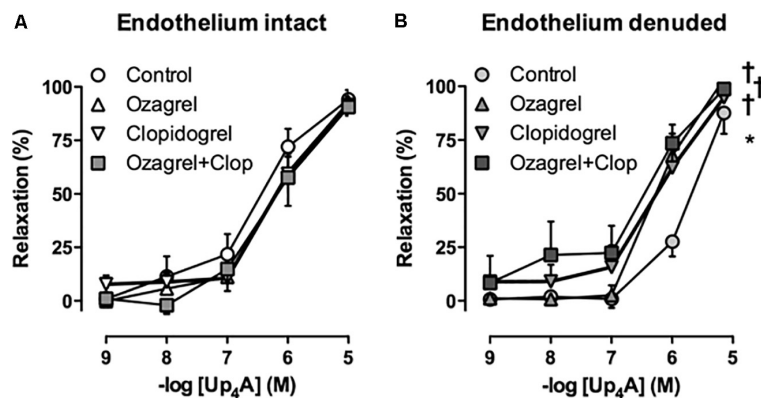 A Endothelium intact
Relaxation (%)
100
75
50
25
0
Control
Ozagrel
Clopidogrel
Ozagrel+Clop
9 8 7 6 5
-log [Up₄A] (M)
B Endothelium denuded
Relaxation (%)
100
75
50
25
0
Control
Ozagrel
Clopidogrel
Ozagrel+Clop
†
†
†
*
9 8 7 6 5
-log [Up₄A] (M)